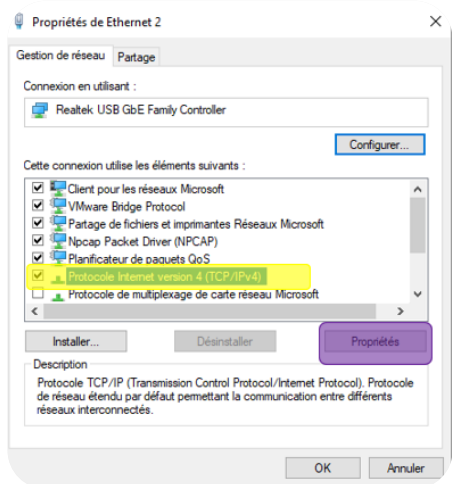 Propriétés de Ethernet 2
Gestion de réseau Partage
Connexion en utilisant :
Realtek USB GbE Family Controller
Configurer...
Cette connexion utilise les éléments suivants :
Client pour les réseaux Microsoft
VMware Bridge Protocol
Partage de fichiers et imprimantes Réseaux Microsoft
Npcap Packet Driver (NPCAP)
Planificateur de paquets QoS
Protocole Internet version 4 (TCP/IPv4)
Protocole de multiplexage de carte réseau Microsoft
Installer... Désinstaller Propriétés
Description
Protocole TCP/IP (Transmission Control Protocol/Internet Protocol). Protocole
de réseau étendu par défaut permettant la communication entre différents
réseaux interconnectés.
OK Annuler